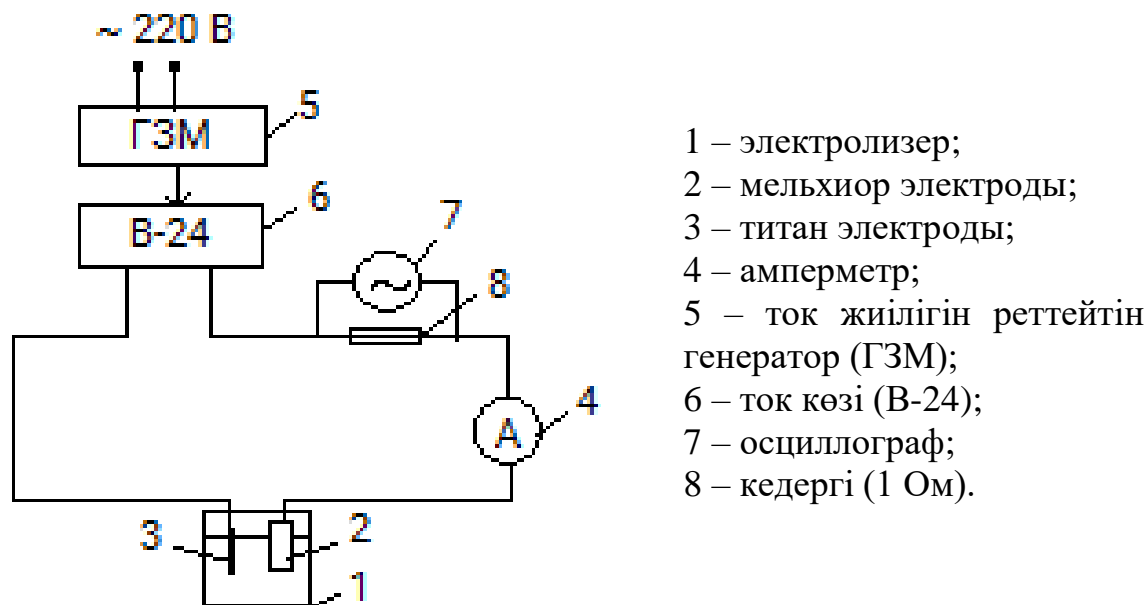 ~ 220 В
ГЗМ
5
В-24
6
7
8
А
4
3
2
1
1 – электролизер;
2 – мельхиор электроды;
3 – титан электроды;
4 – амперметр;
5 – ток жиілігін реттейтін
генератор (ГЗМ);
6 – ток көзі (В-24);
7 – осциллограф;
8 – кедергі (1 Ом).